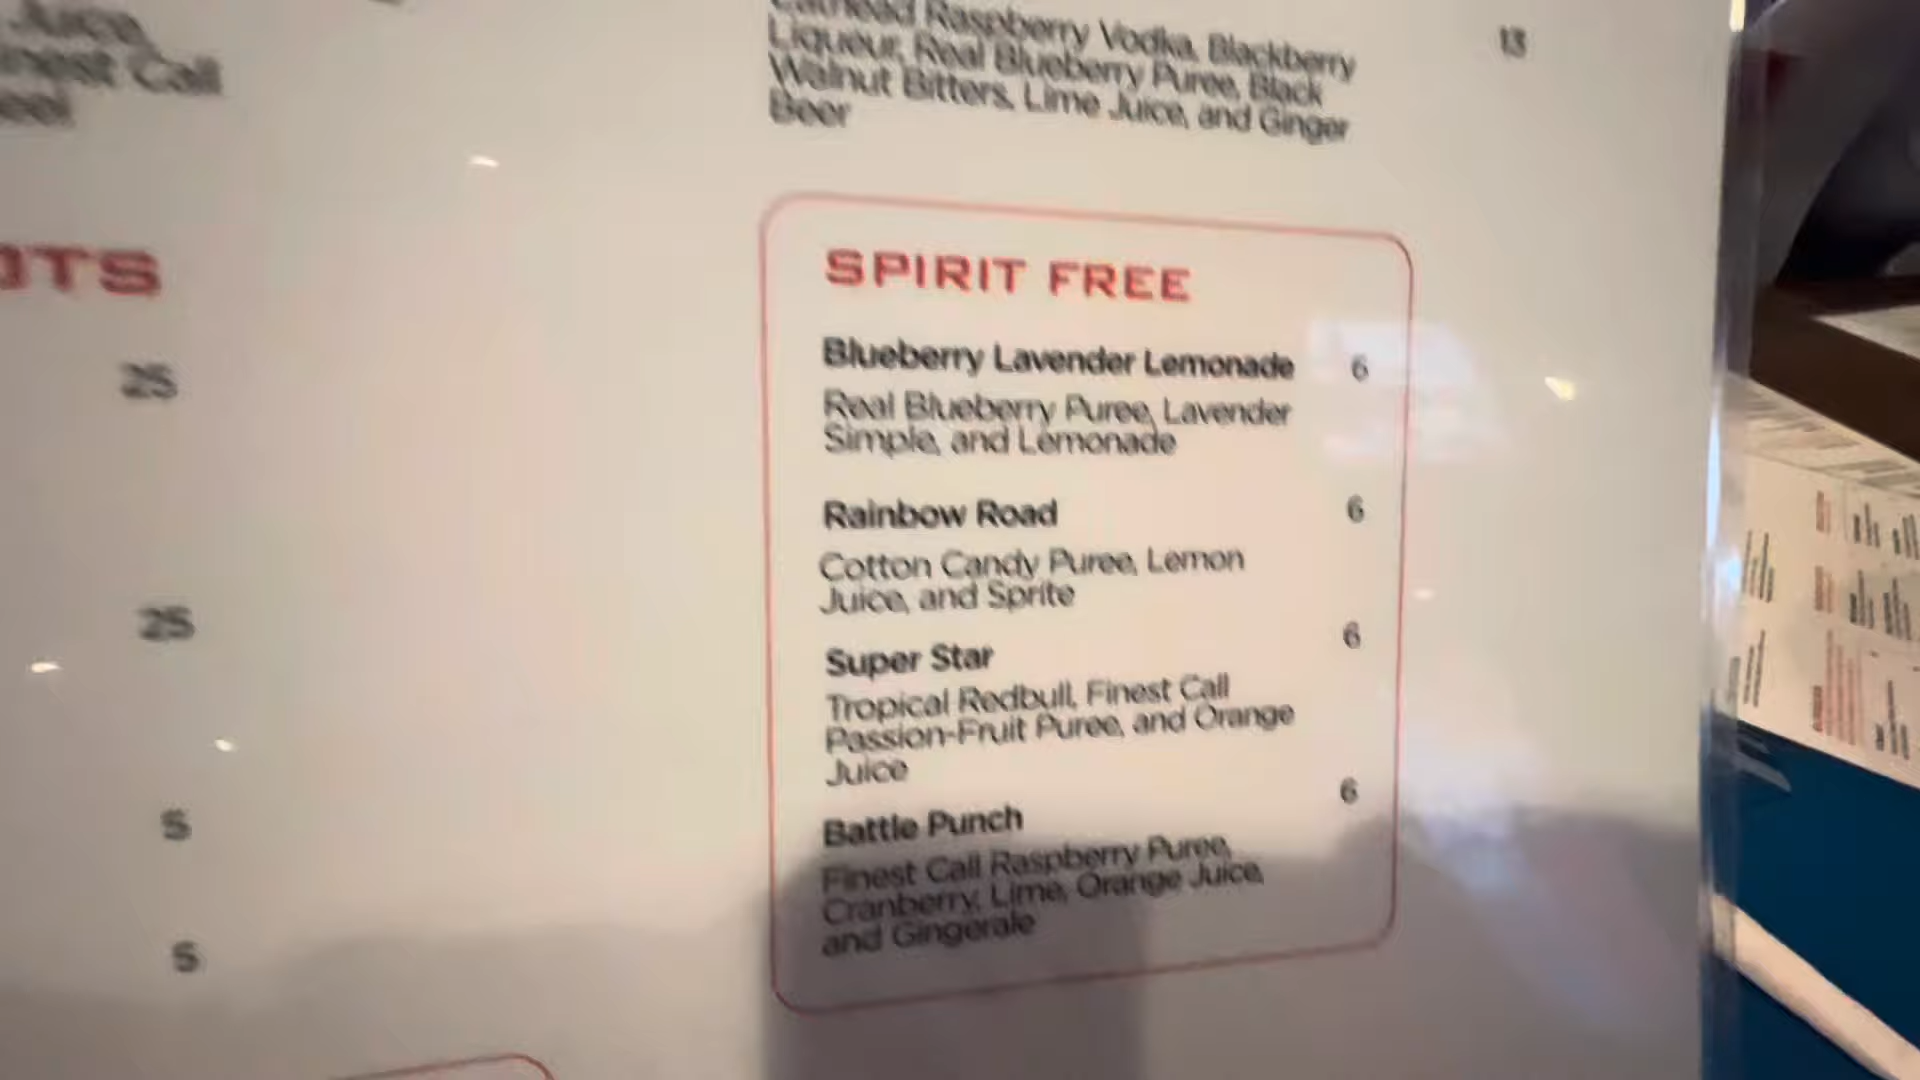 Juice,
Call
Raspberry Vodka, Blackberry
Liqueur, Real Blueberry Puree, Black
Walnut Bitters, Lime Juice, and Ginger
Beer
13
25
25
5
5
SPIRIT FREE
Blueberry Lavender Lemonade 6
Real Blueberry Puree, Lavender
Simple, and Lemonade
Rainbow Road 6
Cotton Candy Puree, Lemon
Juice, and Sprite
Super Star 6
Tropical Redbull, Finest Call
Passion-Fruit Puree, and Orange
Juice
Battle Punch 6
Finest Call Raspberry Puree,
Cranberry, Lime, Orange Juice,
and Gingerale